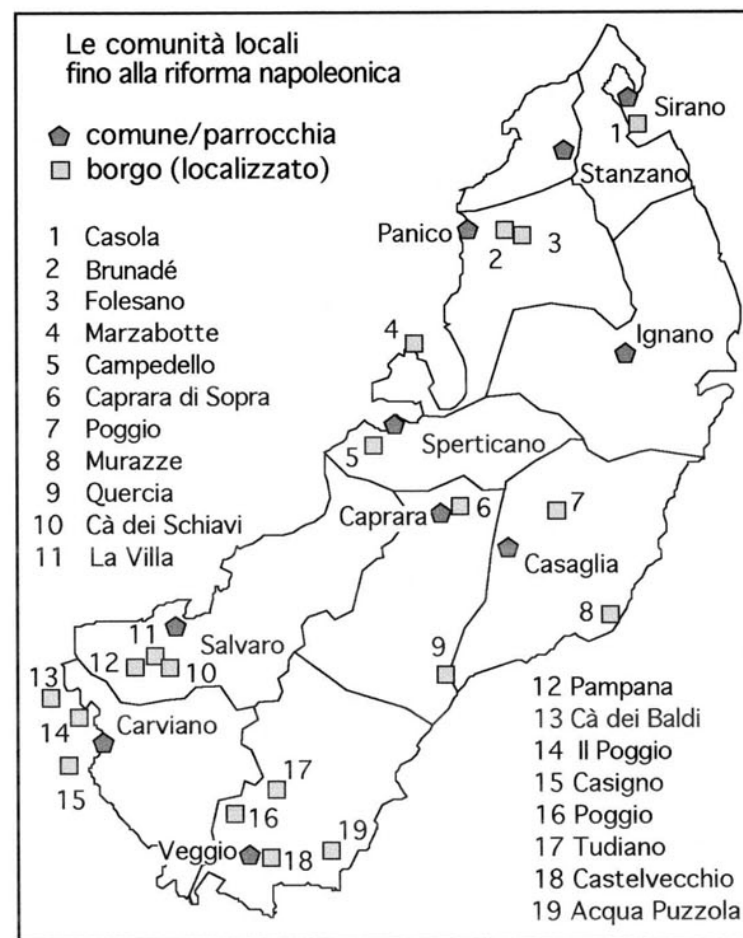 Le comunità locali
fino alla riforma napoleonica
comune/parrocchia
borgo (localizzato)
1 Casola
2 Brunadé
3 Folesano
4 Marzabotte
5 Campedello
6 Caprara di Sopra
7 Poggio
8 Murazze
9 Quercia
10 Cà dei Schiavi
11 La Villa
12 Pampana
13 Cà dei Baldi
14 Il Poggio
15 Casigno
16 Poggio
17 Tudiano
18 Castelvecchio
19 Acqua Puzzola
Sirano
1
Stanzano
Panico
2
3
4
Ignano
5
Sperticano
Caprara
6
7
Casaglia
8
9
11
Salvaro
12
10
13
14
Carviano
15
17
16
19
Veggio
18